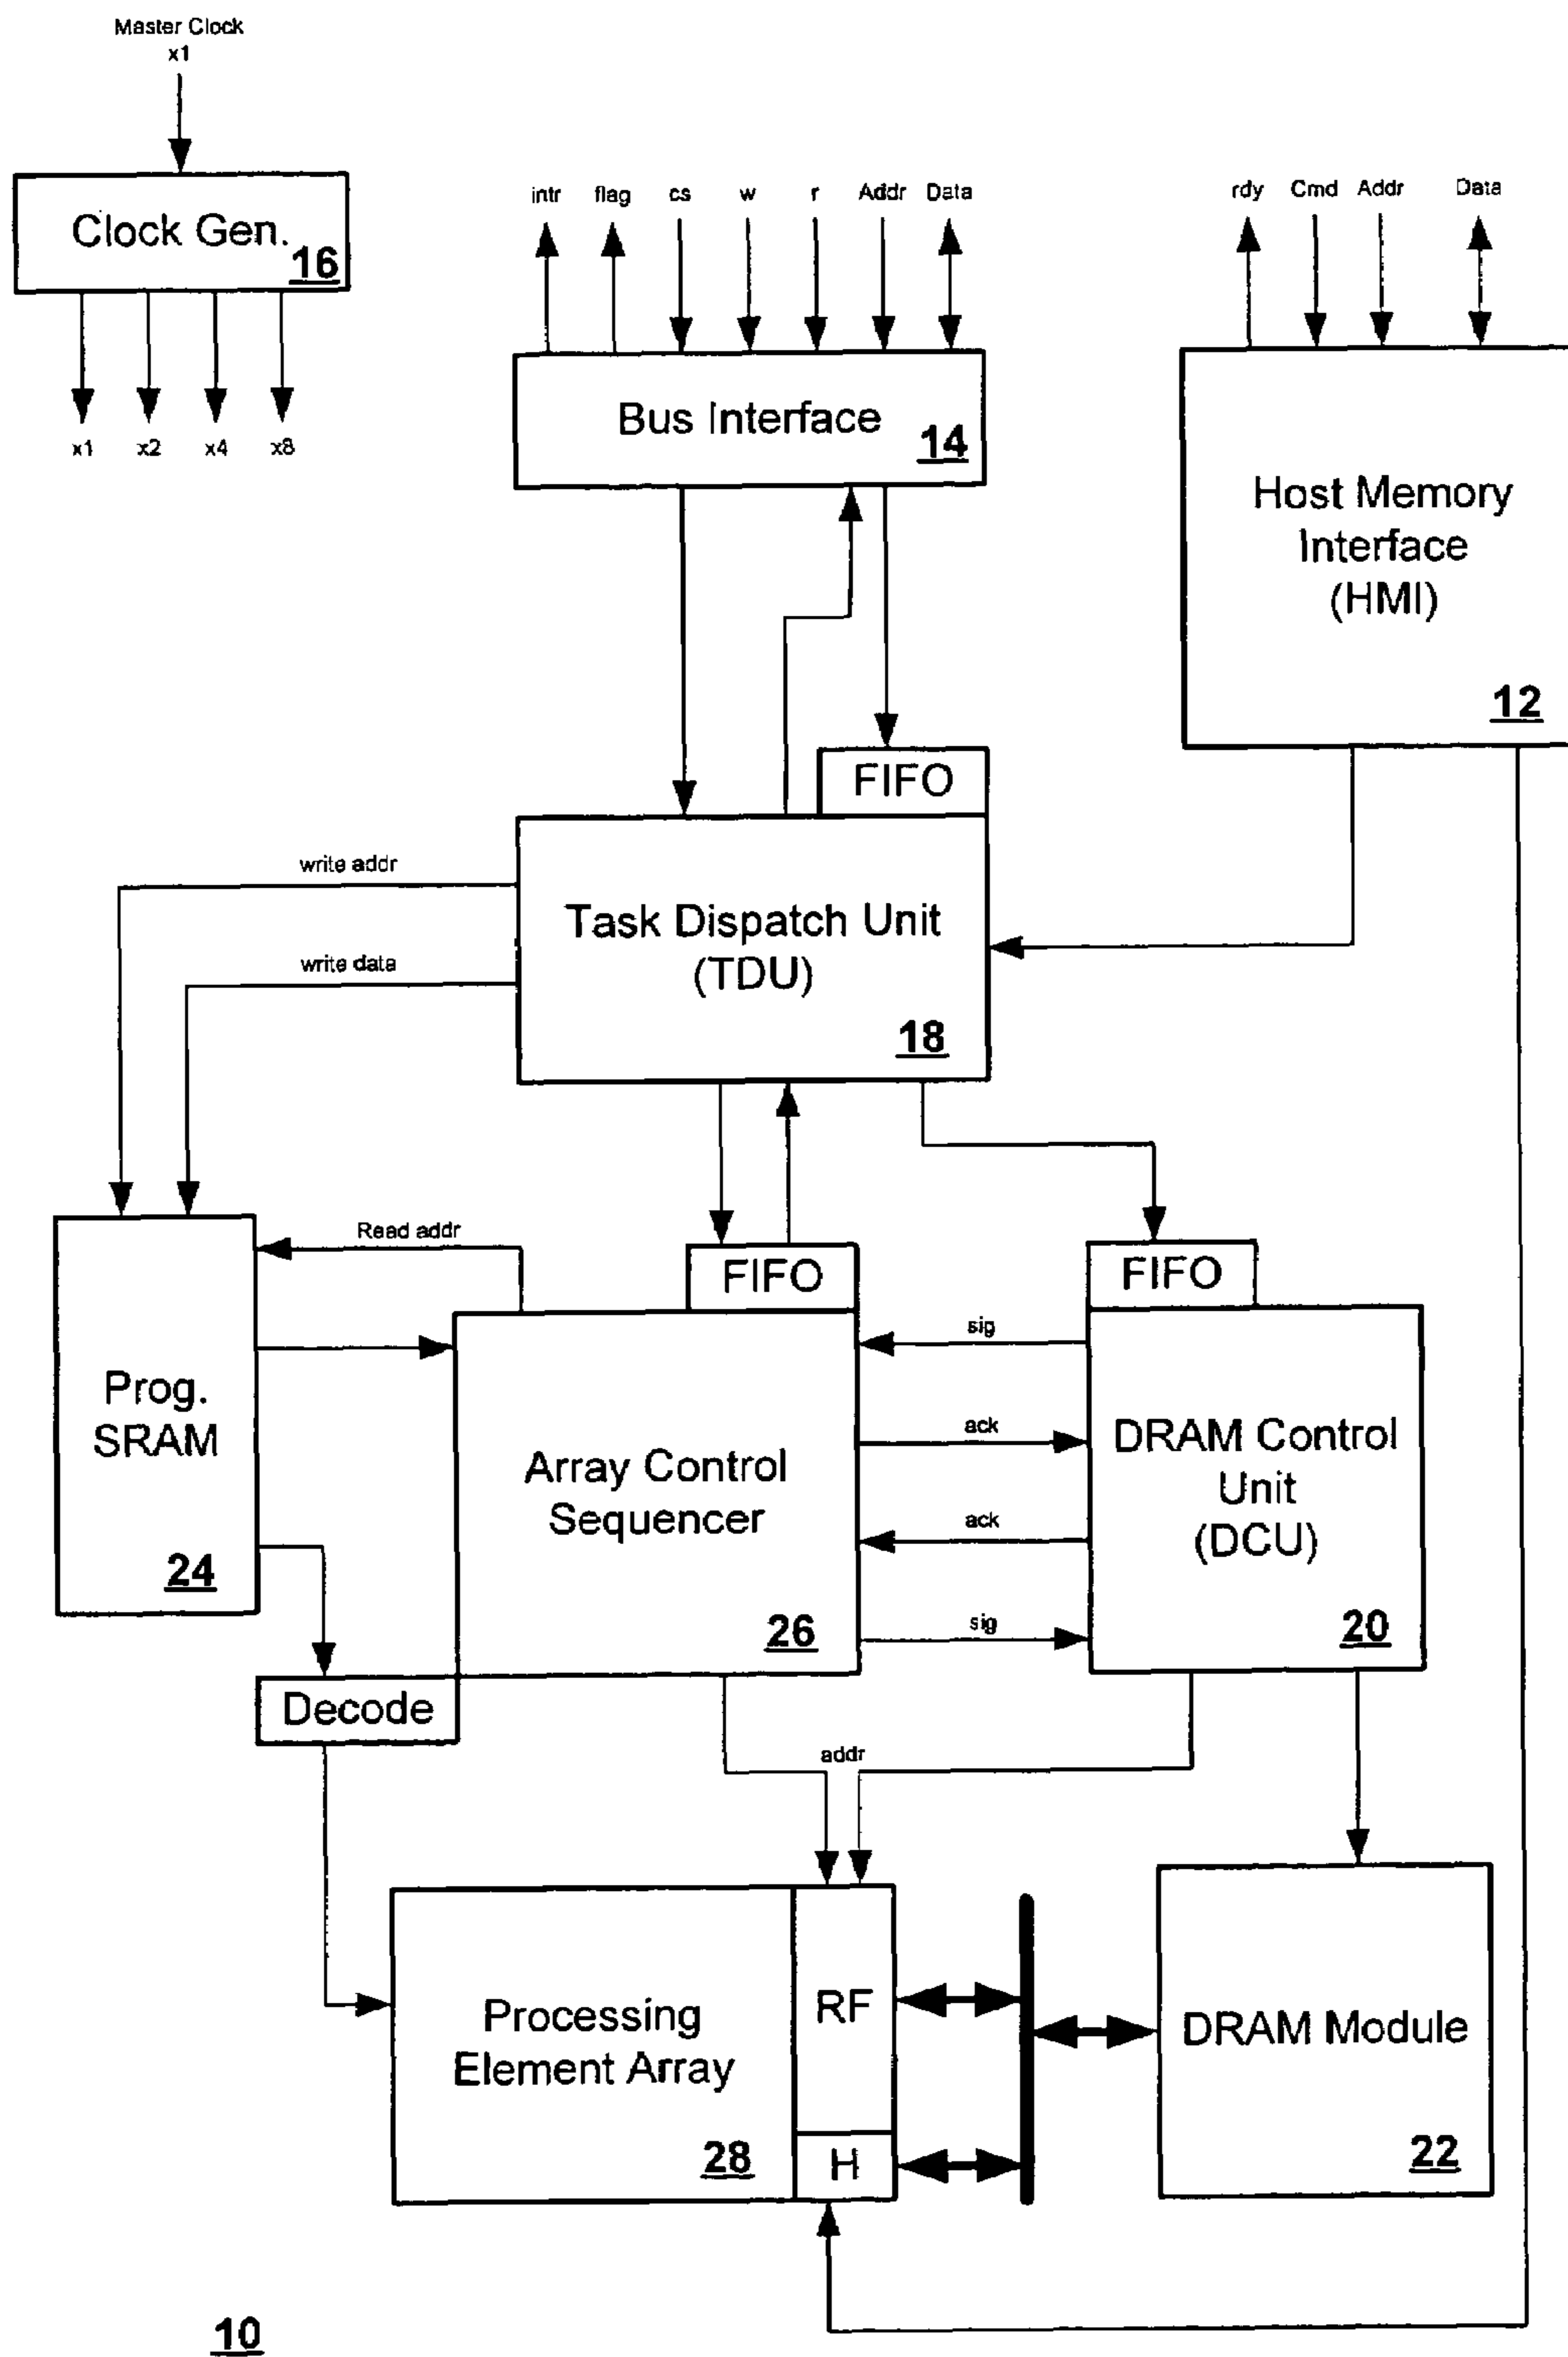 Master Clock
x1
Clock Gen.
16
x1 x2 x4 x8
intr flag cs w r Addr Data
Bus Interface
14
rdy Cmd Addr Data
Host Memory
Interface
(HMI)
12
FIFO
Task Dispatch Unit
(TDU)
18
write addr
write data
Read addr
FIFO
FIFO
Prog.
SRAM
24
Array Control
Sequencer
26
sig
ack
ack
sig
DRAM Control
Unit
(DCU)
20
Decode
addr
Processing
Element Array
28
RF
H
DRAM Module
22
10